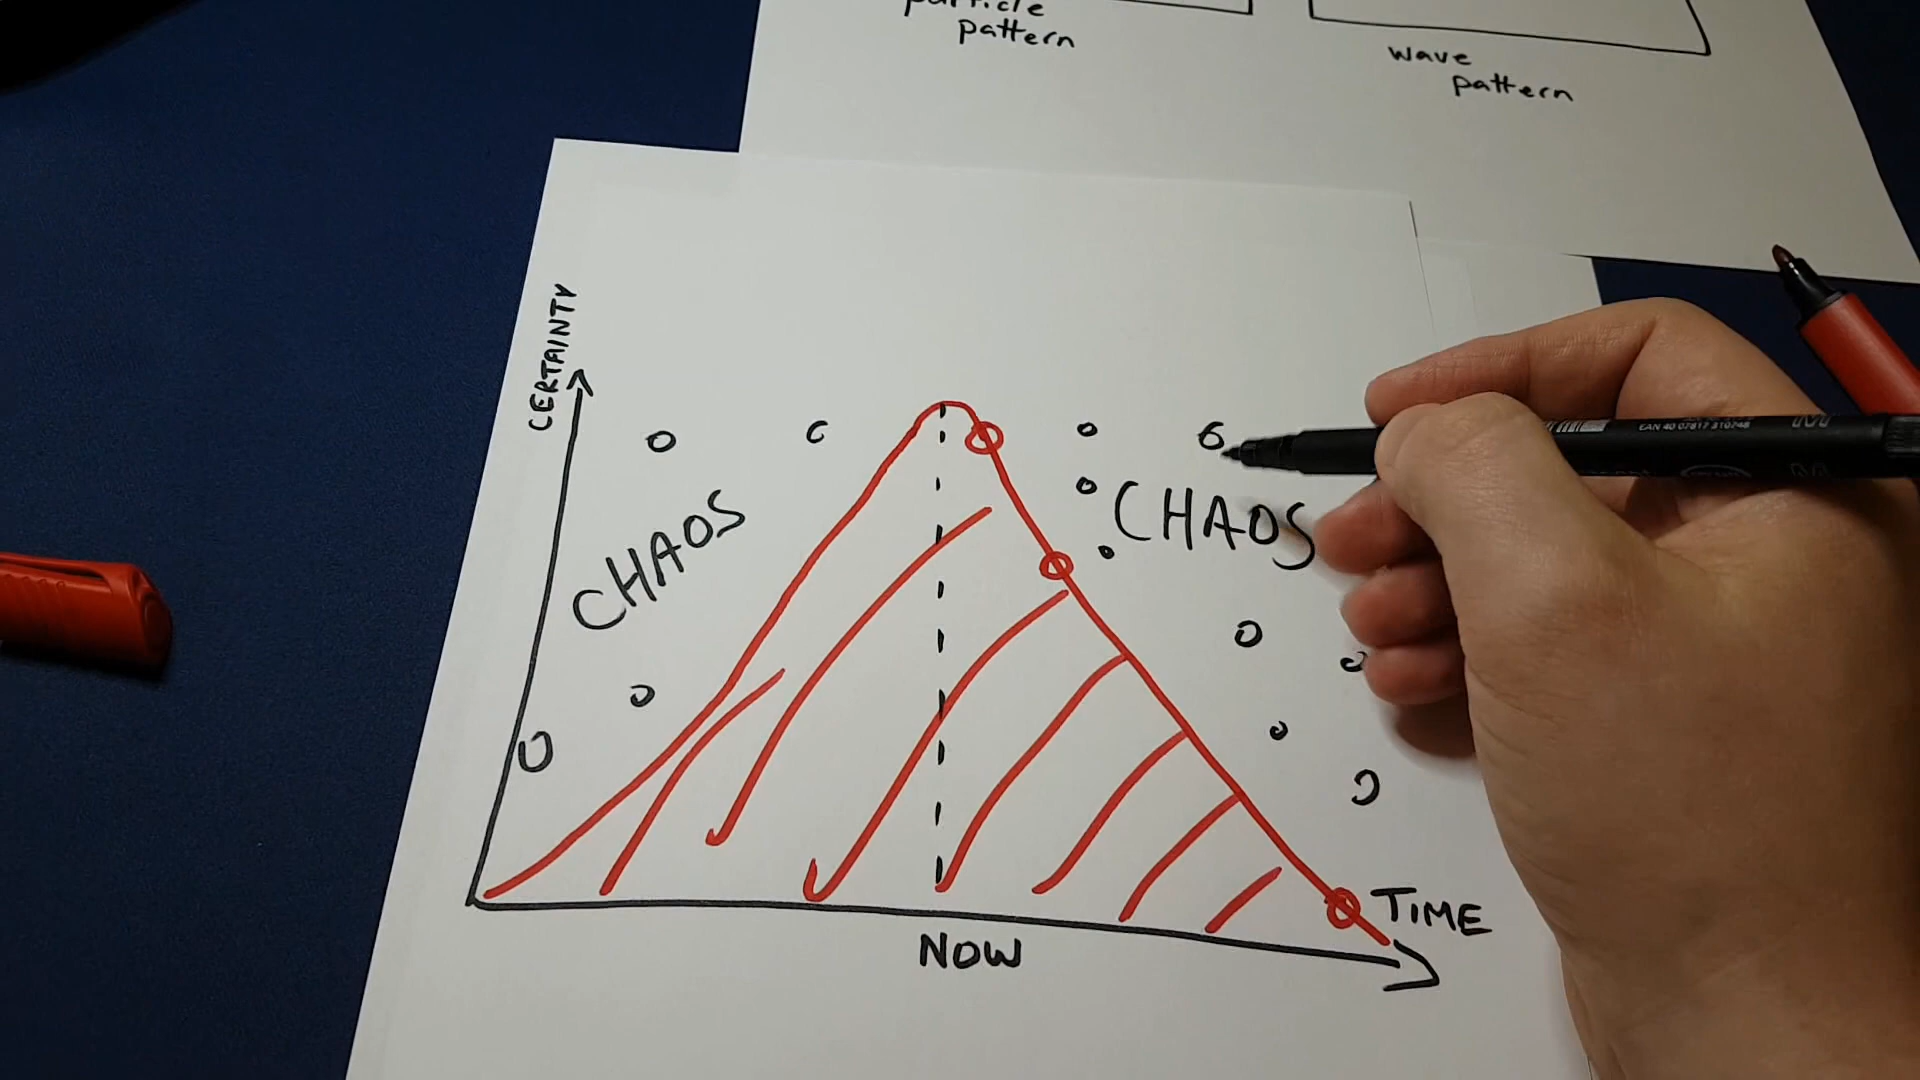 particle
pattern
wave
pattern
CERTAINTY
CHAOS
CHAOS
TIME
NOW